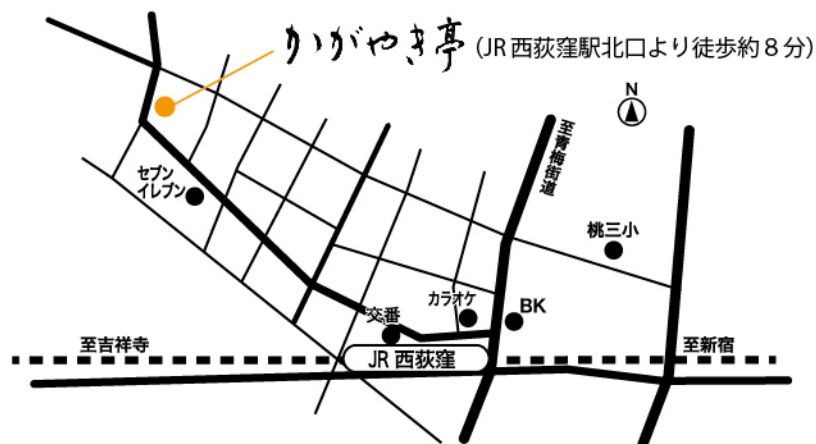 かがやき亭 (JR 西荻窪駅北口より徒歩約8分)
N
至青梅街道
セブン
イレブン
桃三小
カラオケ
BK
交番
至吉祥寺
JR 西荻窪
至新宿